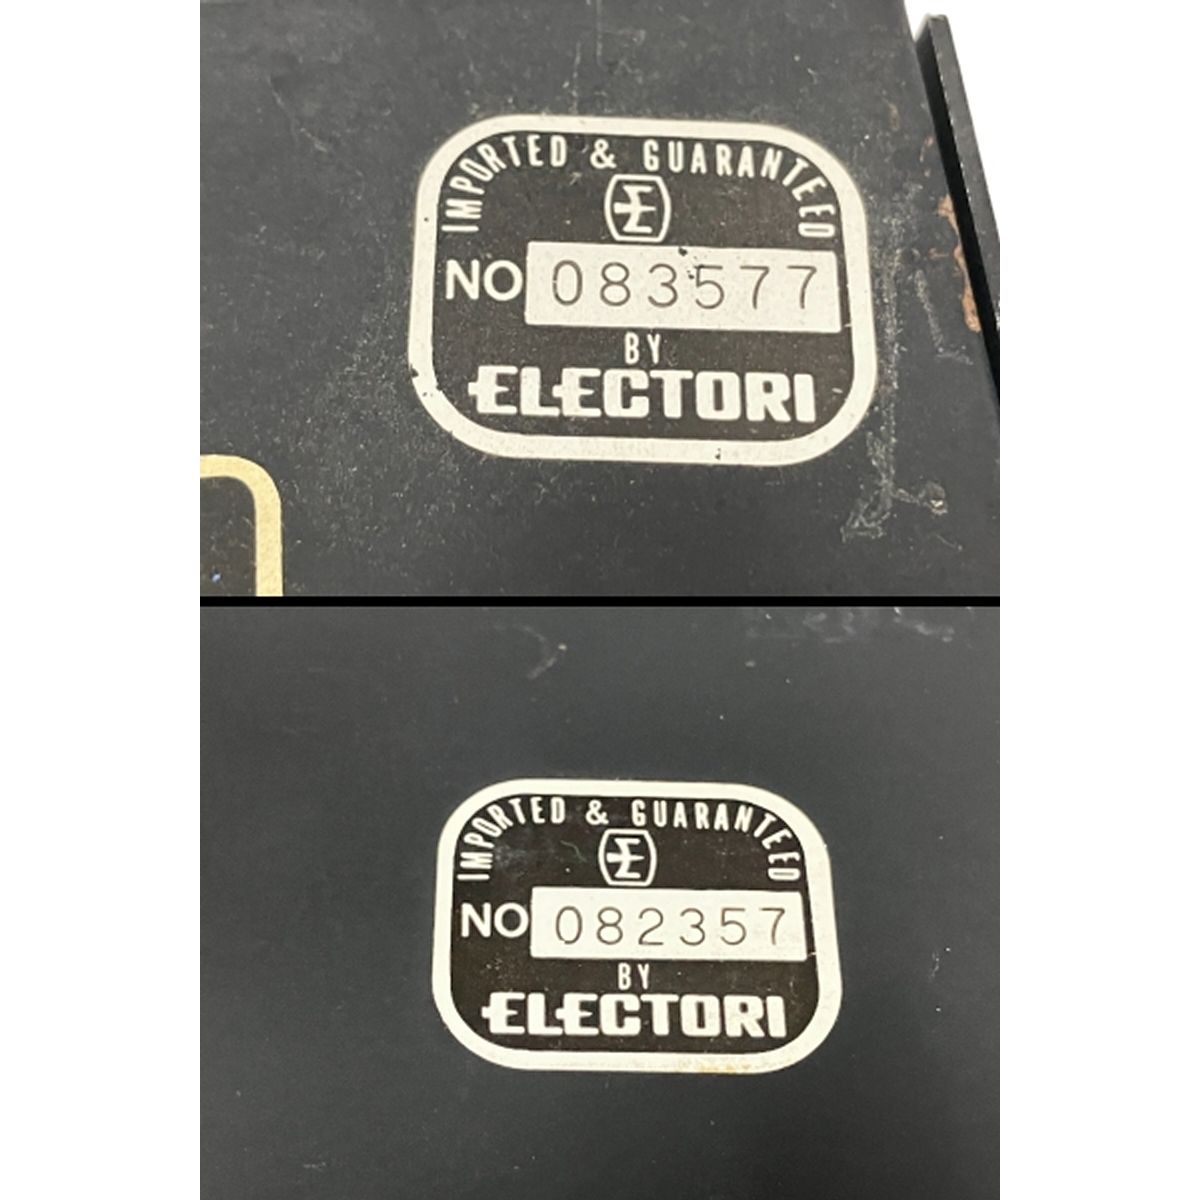 IMPORTED & GUARANTEED
NO 083577
BY
ELECTORI
IMPORTED & GUARANTEED
NO 082357
BY
ELECTORI